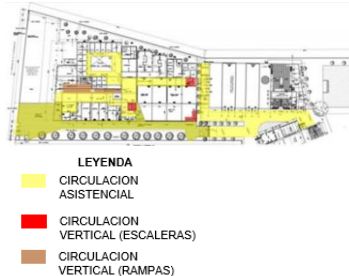 LEYENDA
CIRCULACION
ASISTENCIAL
CIRCULACION
VERTICAL (ESCALERAS)
CIRCULACION
VERTICAL (RAMPAS)